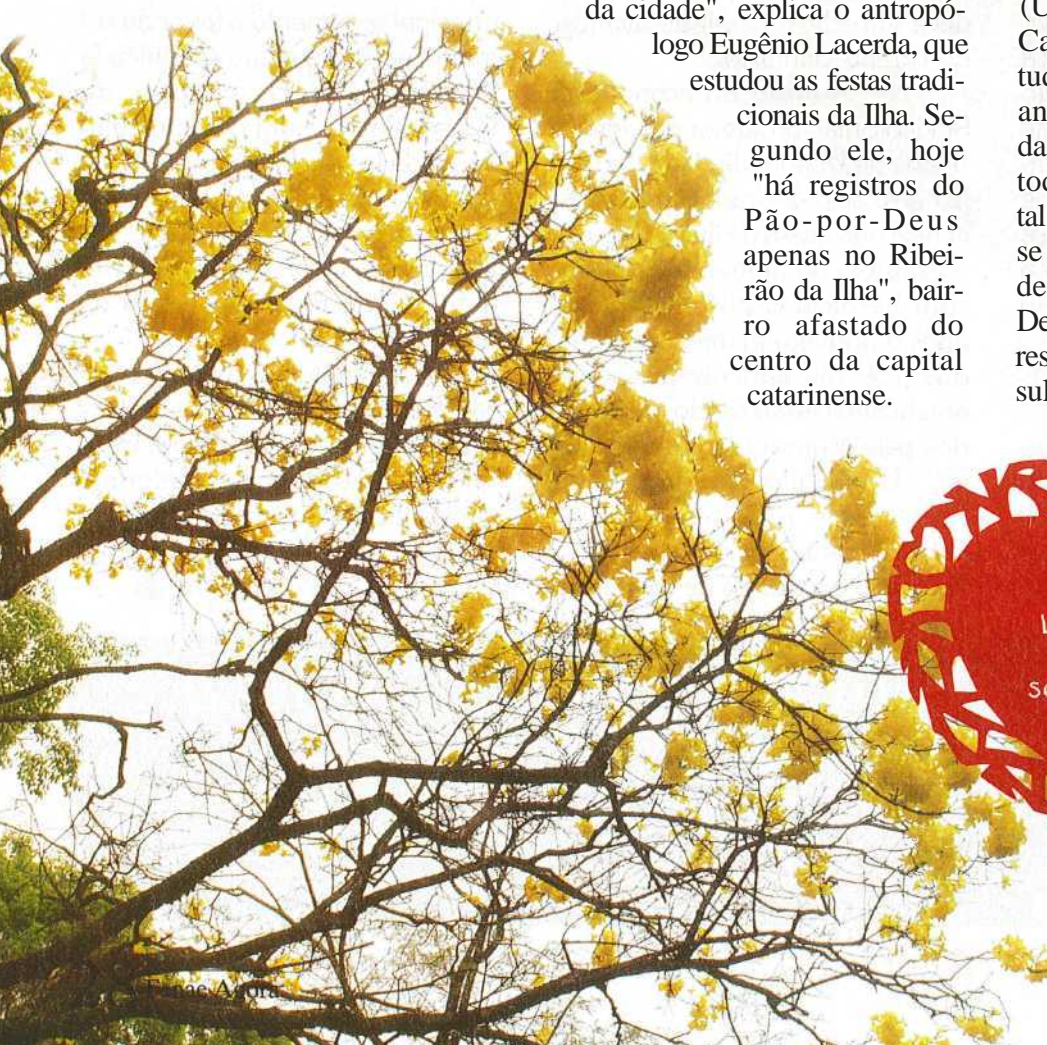 da cidade", explica o antropó-
logo Eugênio Lacerda, que
estudou as festas tradi-
cionais da Ilha. Se-
gundo ele, hoje
"há registros do
Pão-por-Deus
apenas no Ribei-
rão da Ilha", bair-
ro afastado do
centro da capital
catarinense.
(U
Ca
tuc
an
da
toc
tal
se
de
De
res
sul
Agora